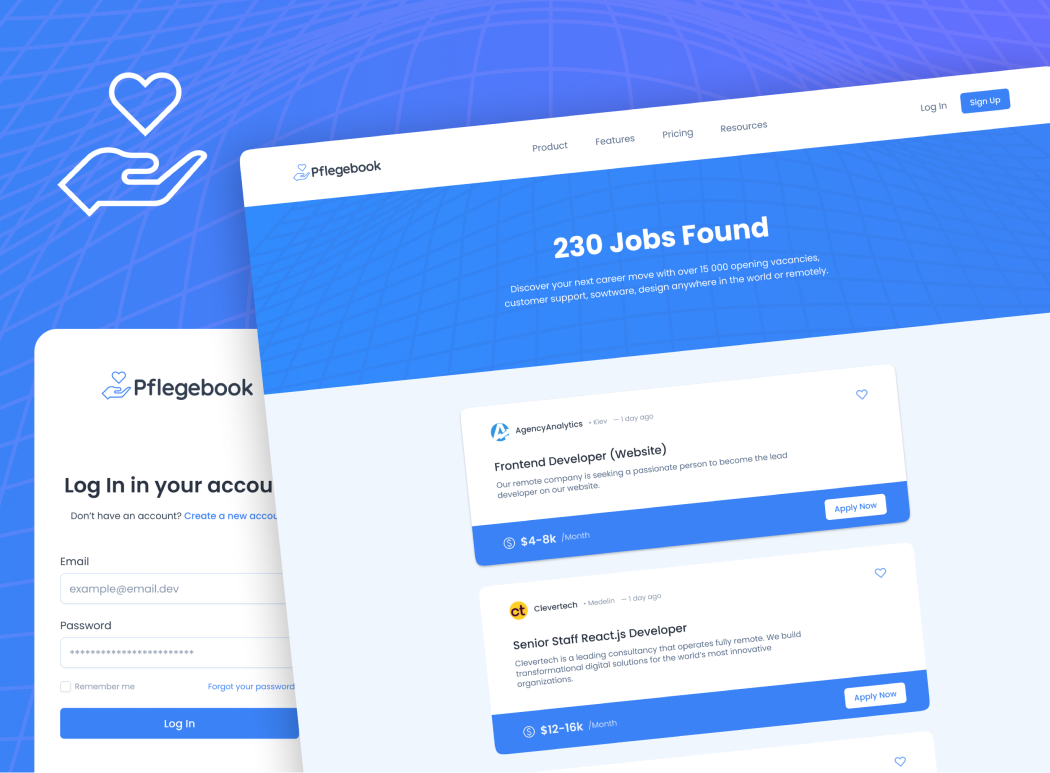 Pflegebook
Product
Features
Pricing
Resources
Log In
Sign Up
230 Jobs Found
Discover your next career move with over 15 000 opening vacancies,
customer support, sowtware, design anywhere in the world or remotely.
AgencyAnalytics • Kiev — 1 day ago
Frontend Developer (Website)
Our remote company is seeking a passionate person to become the lead
developer on our website.
$4-8k /Month
Apply Now
ct
Clevertech • Medelin — 1 day ago
Senior Staff React.js Developer
Clevertech is a leading consultancy that operates fully remote. We build
transformational digital solutions for the world's most innovative
organizations.
$12-16k /Month
Apply Now
Pflegebook
Log In in your accou
Don't have an account? Create a new accou
Email
example@email.dev
Password
************************
Remember me
Forgot your password
Log In